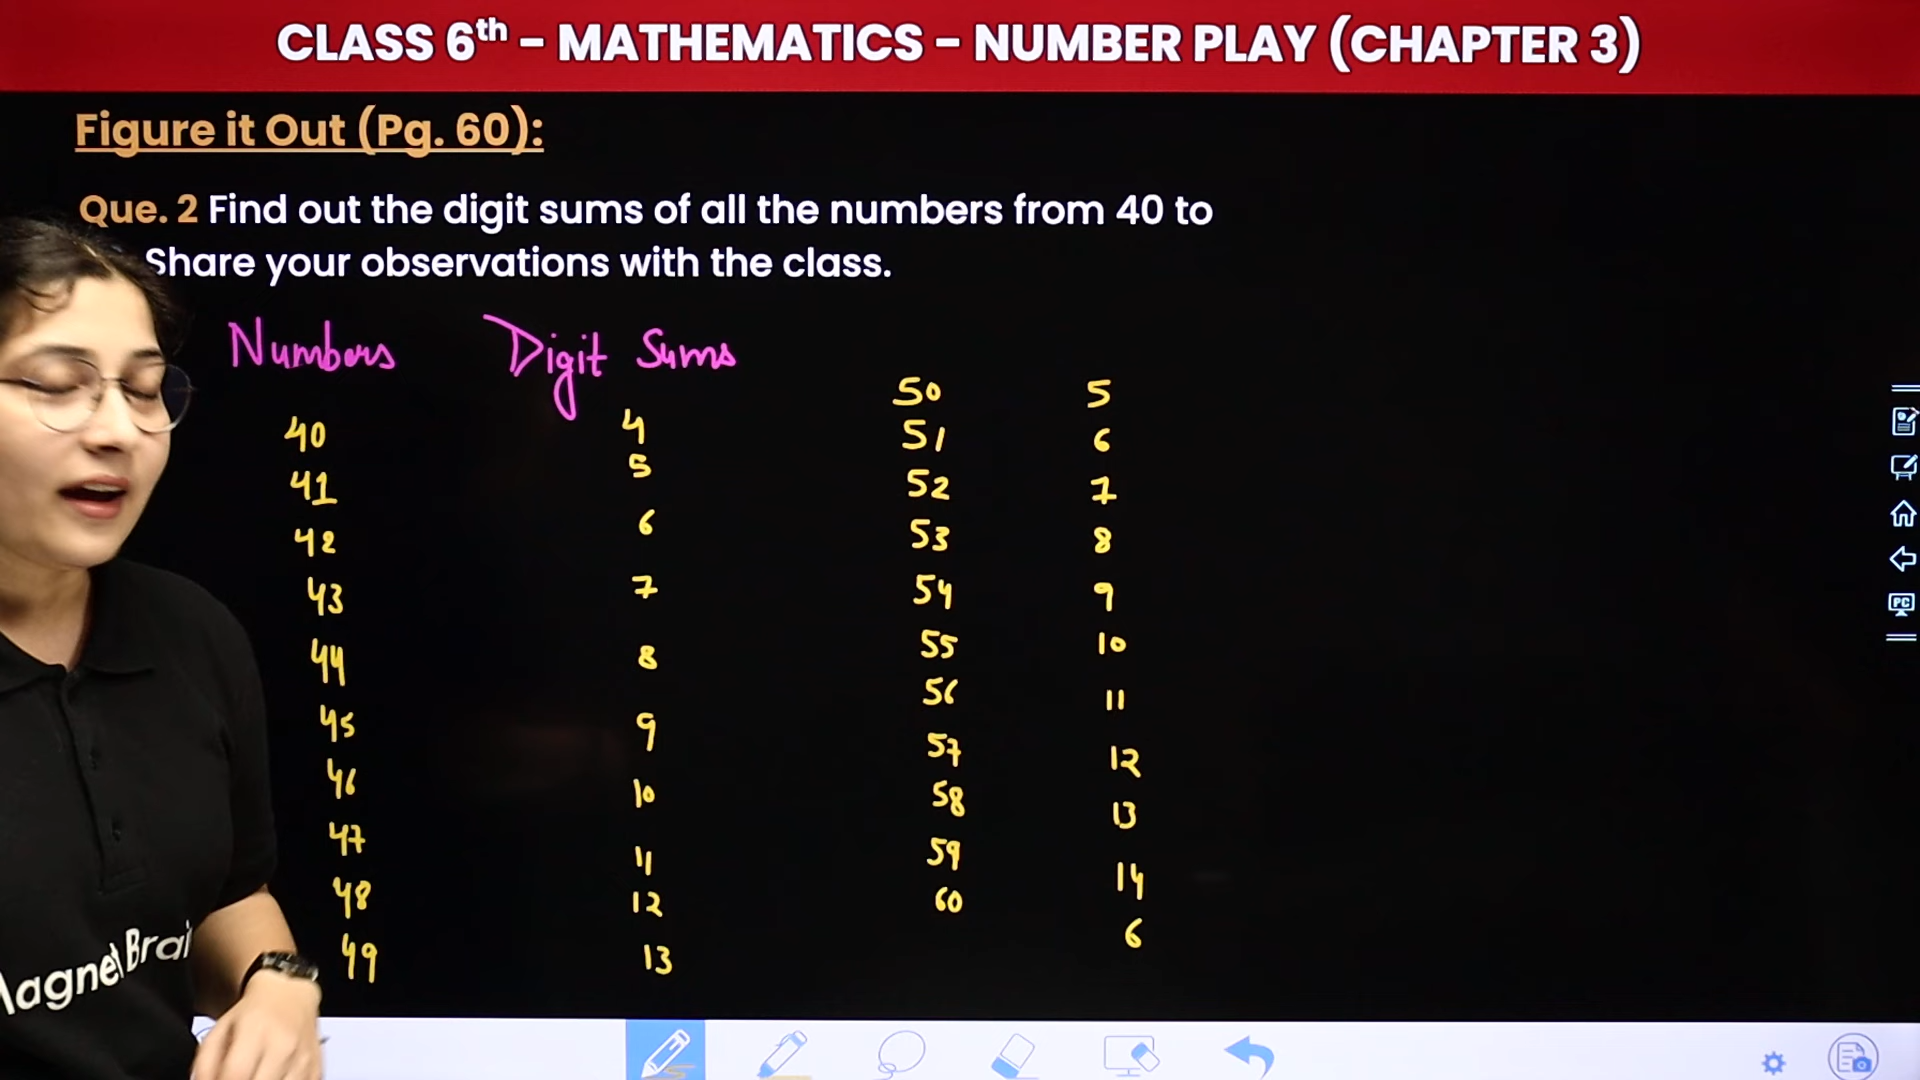 CLASS 6th - MATHEMATICS - NUMBER PLAY (CHAPTER 3)
Figure it Out (Pg. 60):
Que. 2 Find out the digit sums of all the numbers from 40 to
Share your observations with the class.
Numbers Digit Sums
50 5
40 4 51 6
41 5 52 7
42 6 53 8
43 7 54 9
44 8 55 10
45 9 56 11
46 10 57 12
47 11 58 13
48 12 59 14
49 13 60 6
Magnet Brai
PC